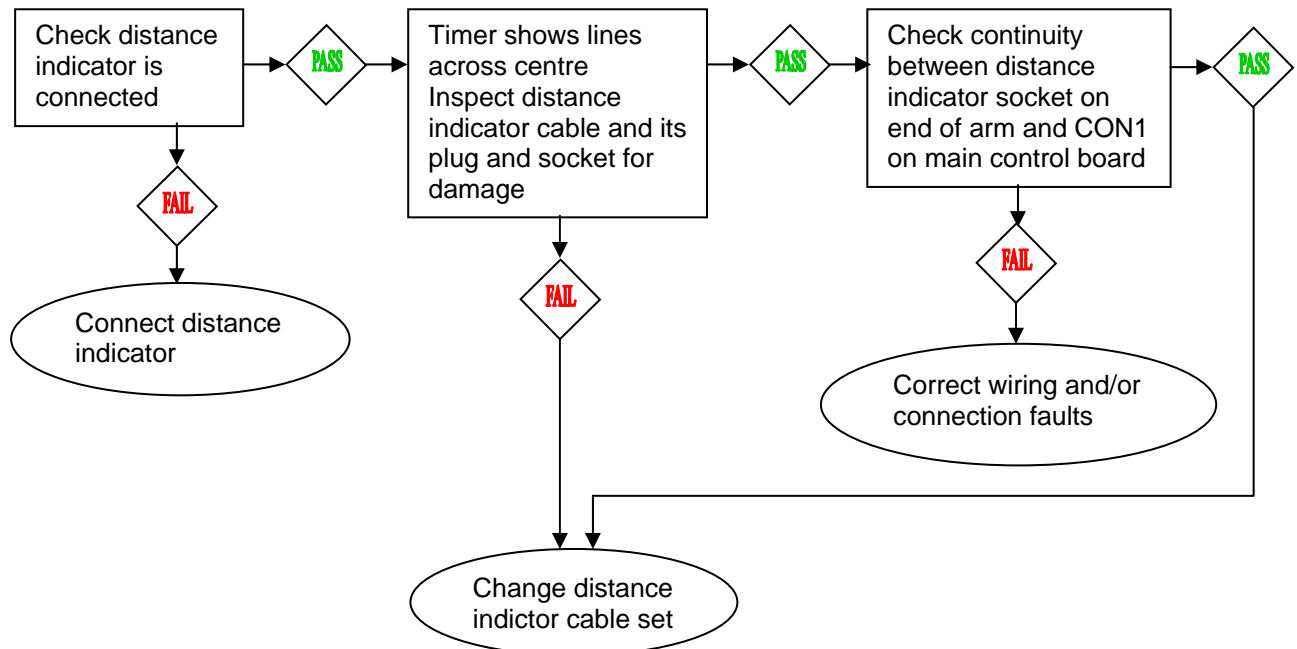 Check distance
indicator is
connected
PASS
Timer shows lines
across centre
Inspect distance
indicator cable and its
plug and socket for
damage
PASS
Check continuity
between distance
indicator socket on
end of arm and CON1
on main control board
PASS
FAIL
Connect distance
indicator
FAIL
FAIL
Correct wiring and/or
connection faults
Change distance
indictor cable set